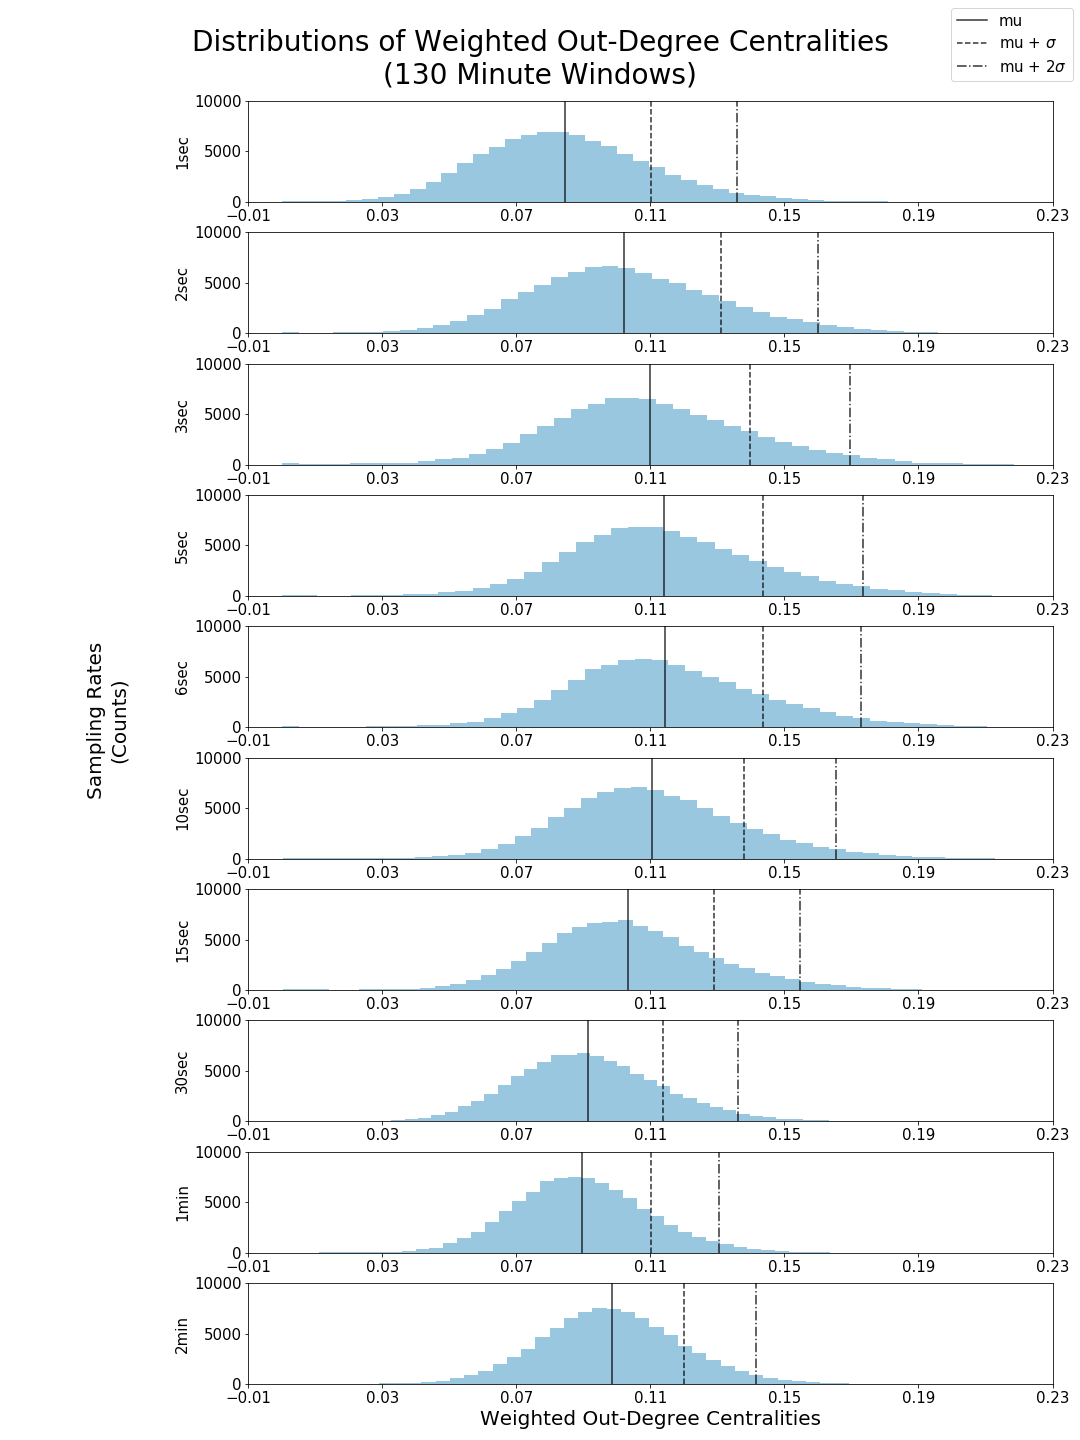 Distributions of Weighted Out-Degree Centralities
(130 Minute Windows)
mu
mu + σ
mu + 2σ
Sampling Rates
(Counts)
1sec
10000
5000
0
−0.01 0.03 0.07 0.11 0.15 0.19 0.23
2sec
10000
5000
0
−0.01 0.03 0.07 0.11 0.15 0.19 0.23
3sec
10000
5000
0
−0.01 0.03 0.07 0.11 0.15 0.19 0.23
5sec
10000
5000
0
−0.01 0.03 0.07 0.11 0.15 0.19 0.23
6sec
10000
5000
0
−0.01 0.03 0.07 0.11 0.15 0.19 0.23
10sec
10000
5000
0
−0.01 0.03 0.07 0.11 0.15 0.19 0.23
15sec
10000
5000
0
−0.01 0.03 0.07 0.11 0.15 0.19 0.23
30sec
10000
5000
0
−0.01 0.03 0.07 0.11 0.15 0.19 0.23
1min
10000
5000
0
−0.01 0.03 0.07 0.11 0.15 0.19 0.23
2min
10000
5000
0
−0.01 0.03 0.07 0.11 0.15 0.19 0.23
Weighted Out-Degree Centralities